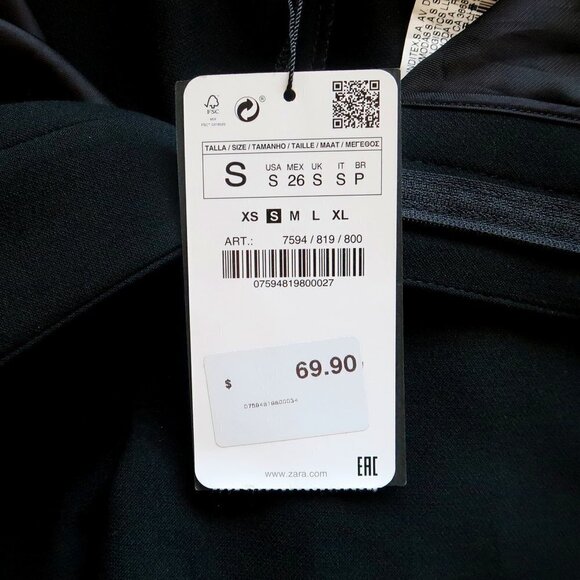 FSC
TALLA / SIZE / TAMANHO / TAILLE / MAAT / ΜΕΓΕΘΟΣ
S
USA MEX UK IT BR
S 26 S S P
XS S M L XL
ART.: 7594 / 819 / 800
07594819800027
$ 69.90
www.zara.com
EAC